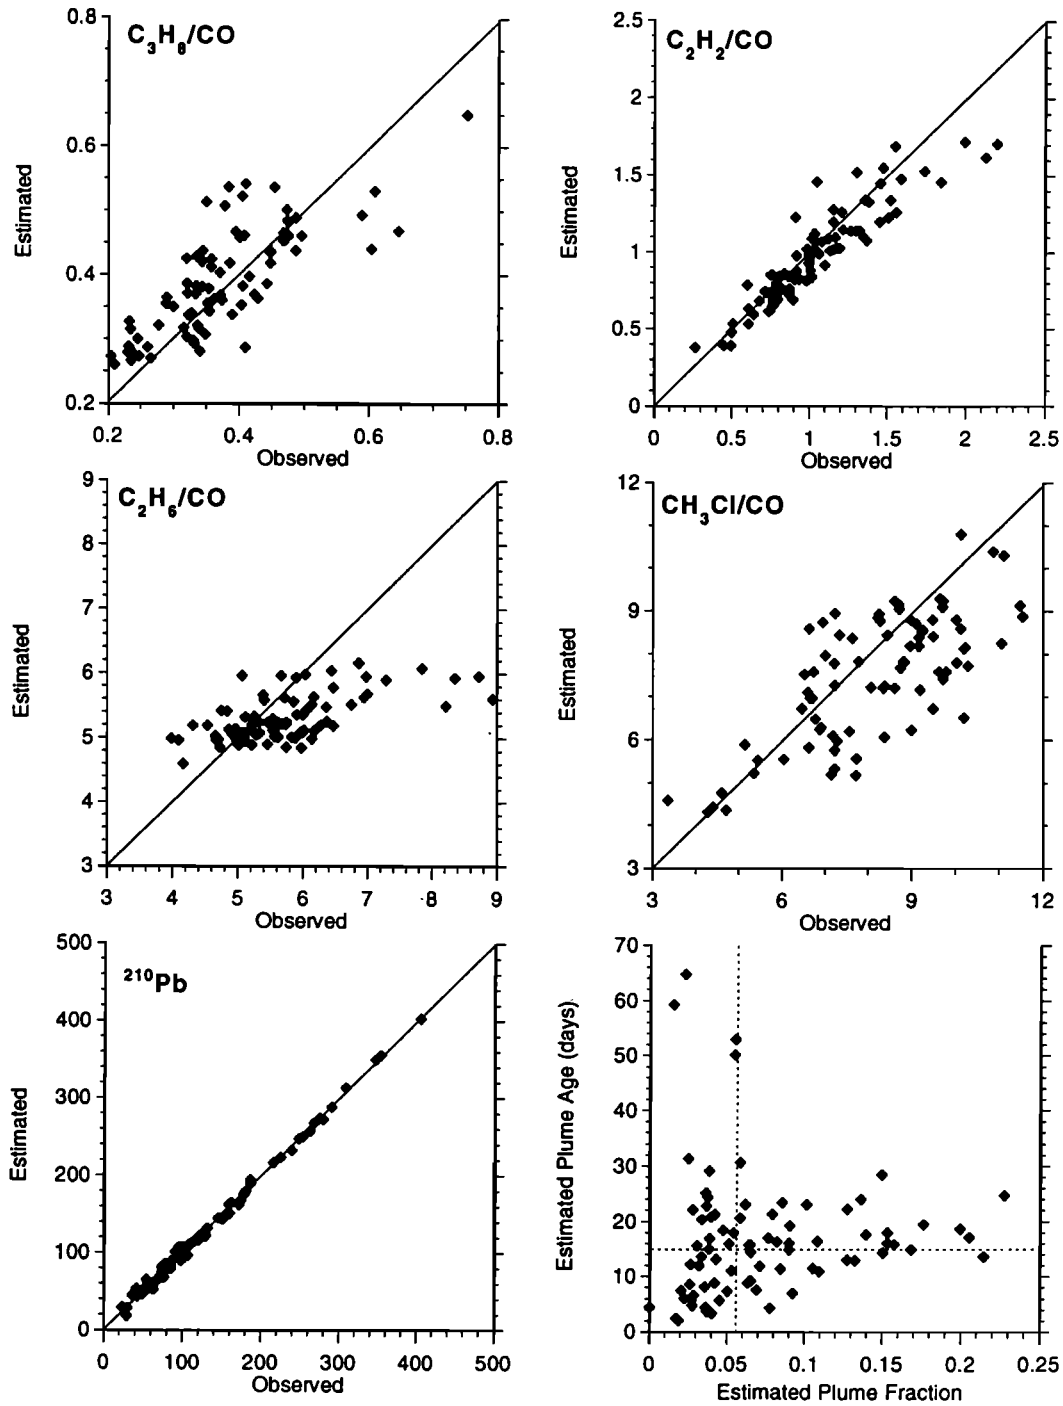 C3H8/CO
0.8
0.6
0.4
0.2
Estimated
0.2 0.4 0.6 0.8
Observed
C2H2/CO
2.5
2
1.5
1
0.5
0
Estimated
0 0.5 1 1.5 2 2.5
Observed
C2H6/CO
9
8
7
6
5
4
3
Estimated
3 4 5 6 7 8 9
Observed
CH3Cl/CO
12
9
6
3
Estimated
3 6 9 12
Observed
210Pb
500
400
300
200
100
0
Estimated
0 100 200 300 400 500
Observed
70
60
50
40
30
20
10
0
Estimated Plume Age (days)
0 0.05 0.1 0.15 0.2 0.25
Estimated Plume Fraction